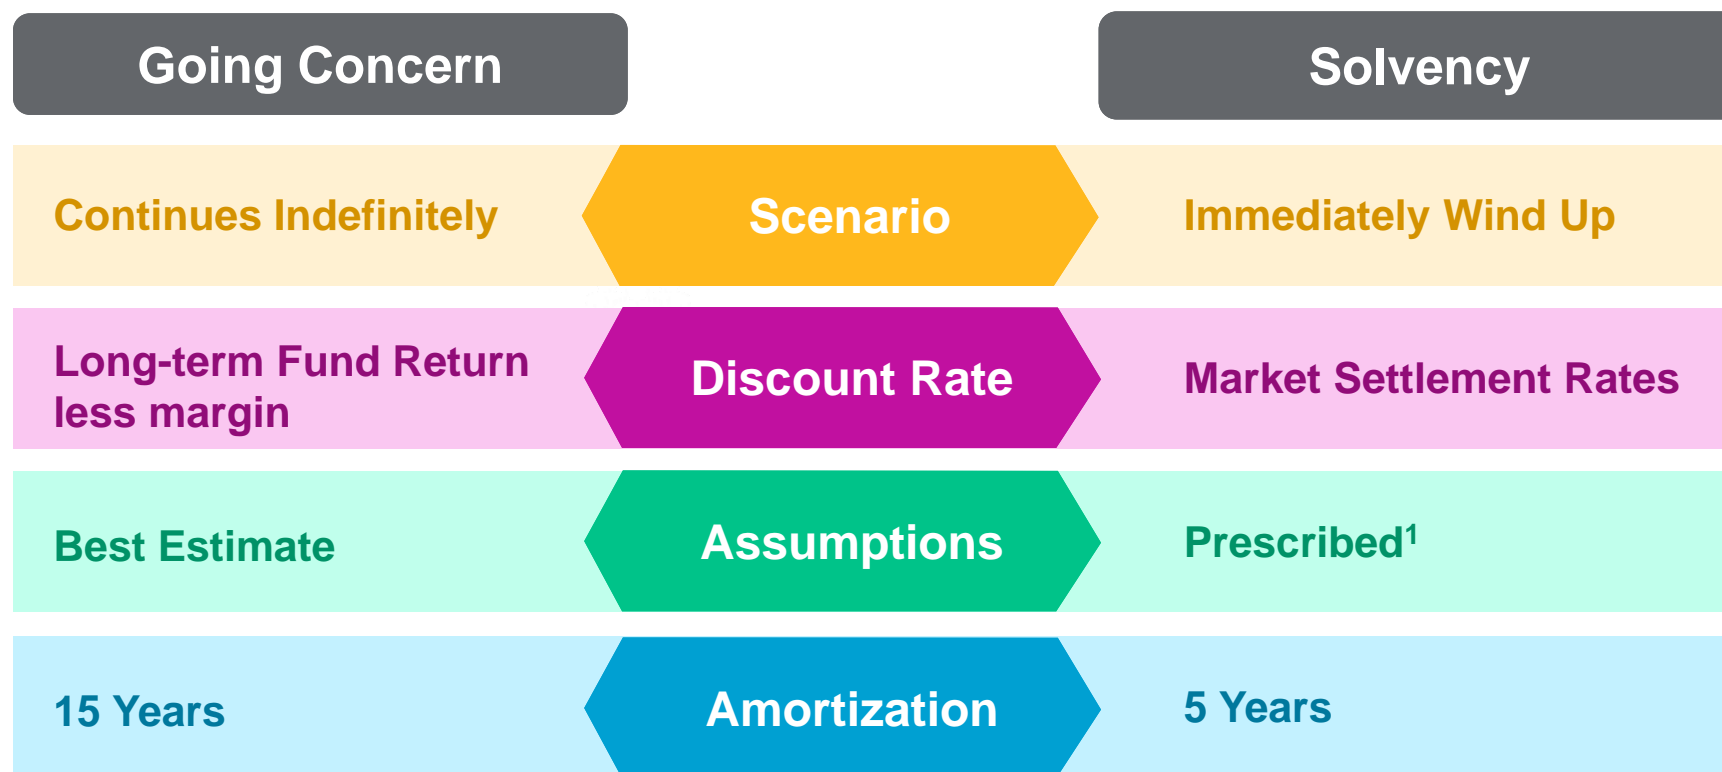 Going Concern
Solvency
Continues Indefinitely
Scenario
Immediately Wind Up
Long-term Fund Return
less margin
Discount Rate
Market Settlement Rates
Best Estimate
Assumptions
Prescribed¹
15 Years
Amortization
5 Years